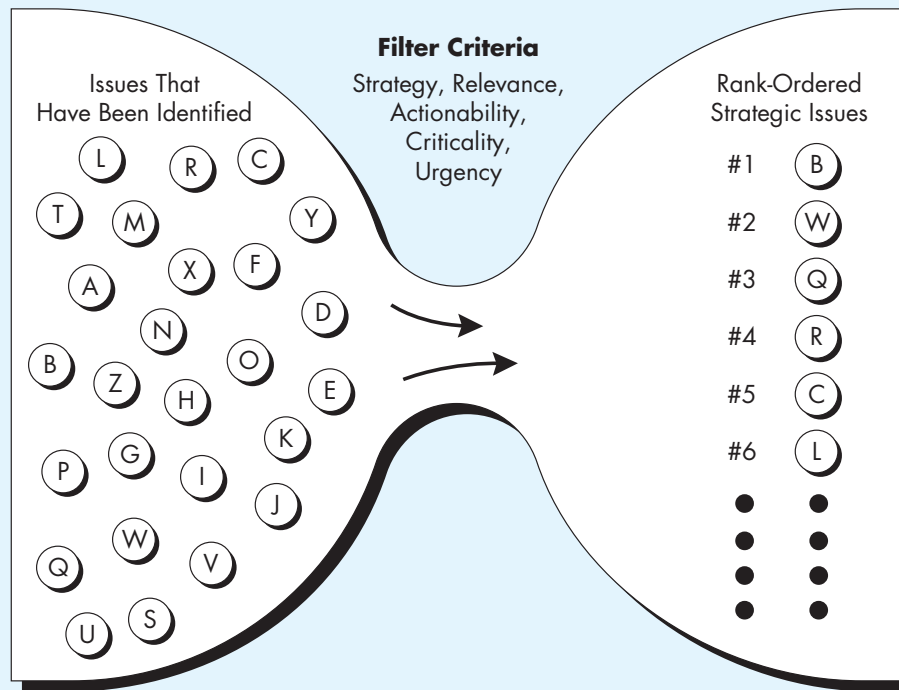 Issues That
Have Been Identified
L
R
C
T
M
Y
A
X
F
N
D
B
Z
H
O
E
P
G
I
K
J
Q
W
V
U
S
Filter Criteria
Strategy, Relevance,
Actionability,
Criticality,
Urgency
Rank-Ordered
Strategic Issues
#1 B
#2 W
#3 Q
#4 R
#5 C
#6 L